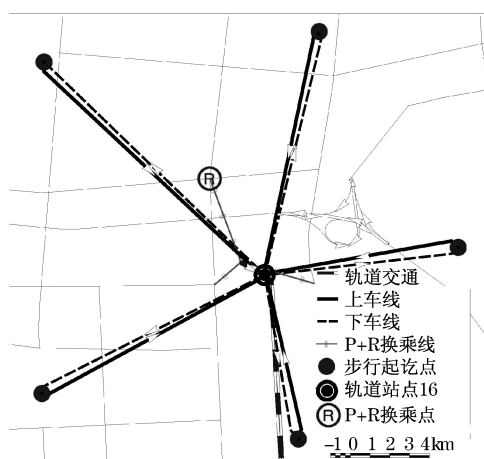 R
轨道交通
上车线
下车线
P+R换乘线
步行起讫点
轨道站点16
R P+R换乘点
-1 0 1 2 3 4km